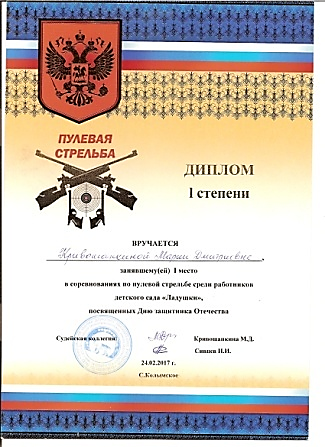 ПУЛЕВАЯ
СТРЕЛЬБА
ДИПЛОМ
I степени
ВРУЧАЕТСЯ
Кривошапкиной Марии Дмитриевне,
занявшему(ей) I место
в соревнованиях по пулевой стрельбе среди работников
детского сада «Ладушки»,
посвященных Дню защитника Отечества
Судейская коллегия:
Кривошапкина М.Д.
24.02.2017 г.
С.Колымское